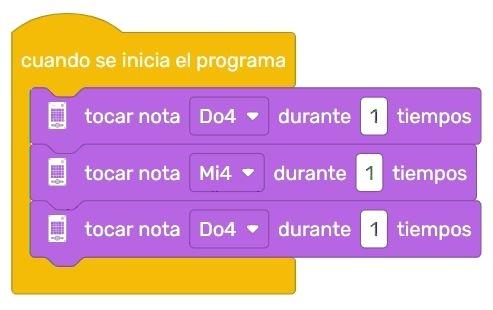 cuando se inicia el programa
tocar nota Do4 durante 1 tiempos
tocar nota Mi4 durante 1 tiempos
tocar nota Do4 durante 1 tiempos